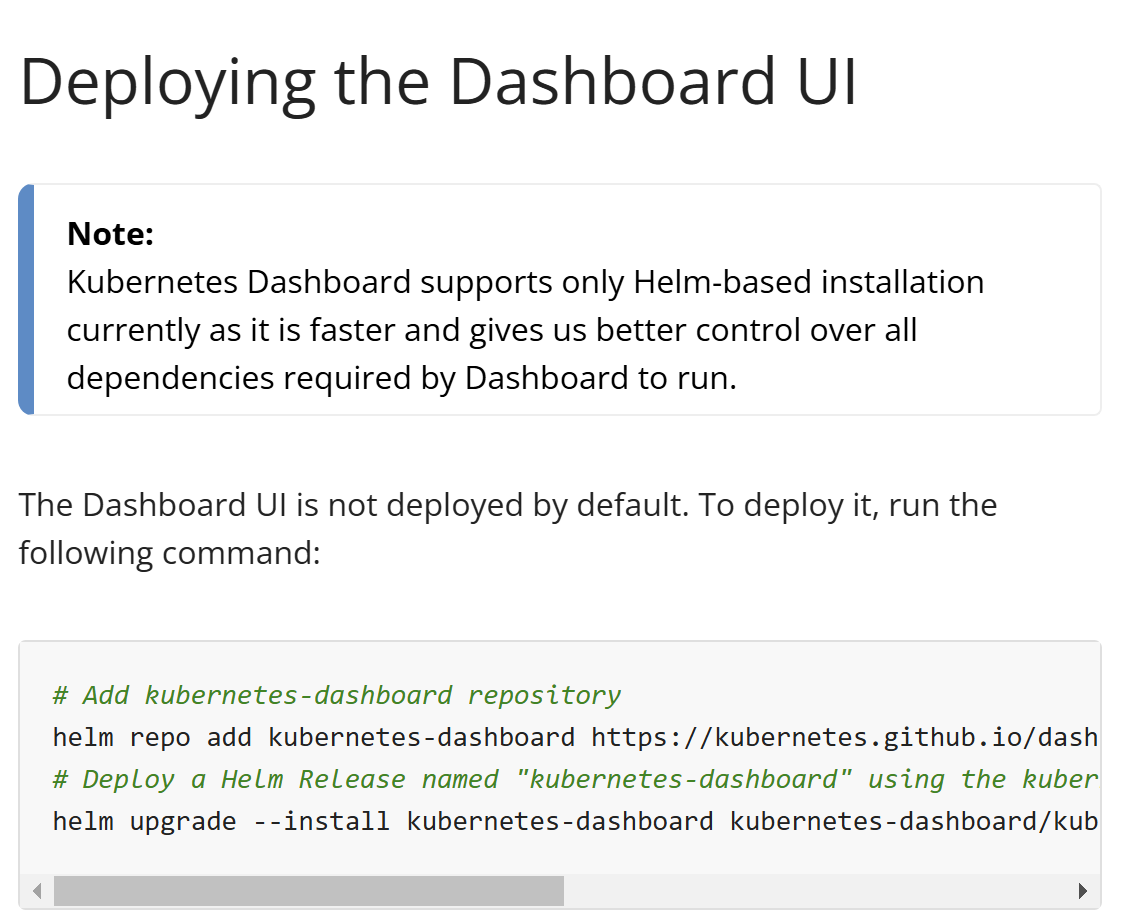 Deploying the Dashboard UI
Note:
Kubernetes Dashboard supports only Helm-based installation
currently as it is faster and gives us better control over all
dependencies required by Dashboard to run.
The Dashboard UI is not deployed by default. To deploy it, run the
following command:
# Add kubernetes-dashboard repository
helm repo add kubernetes-dashboard https://kubernetes.github.io/dash
# Deploy a Helm Release named "kubernetes-dashboard" using the kuber
helm upgrade --install kubernetes-dashboard kubernetes-dashboard/kub